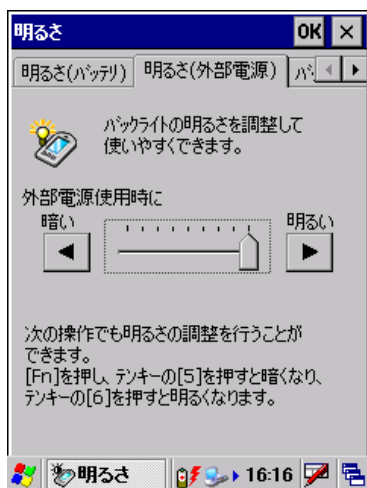 明るさ OK ×
明るさ(バッテリ) 明るさ(外部電源)
バックライトの明るさを調整して
使いやすくできます。
外部電源使用時に
暗い 明るい
次の操作でも明るさの調整を行うことが
できます。
[Fn]を押し、テンキーの[5]を押すと暗くなり、
テンキーの[6]を押すと明るくなります。
明るさ 16:16